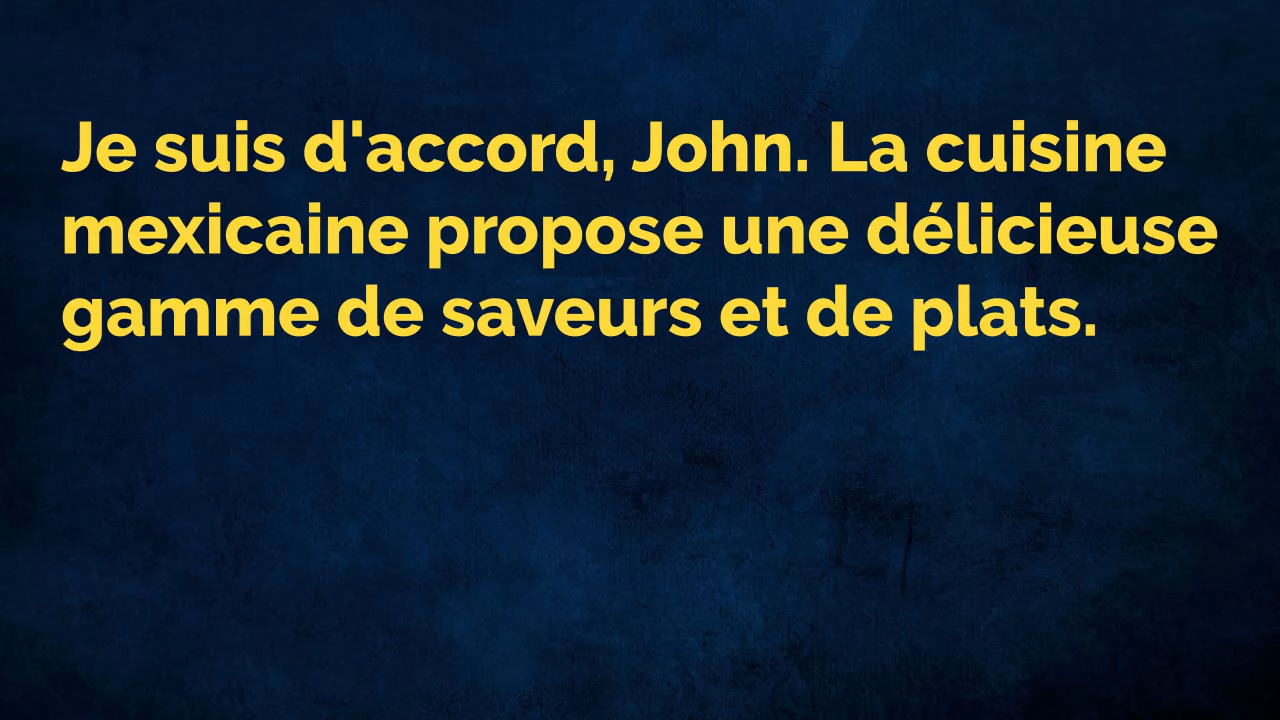 Je suis d'accord, John. La cuisine
mexicaine propose une délicieuse
gamme de saveurs et de plats.